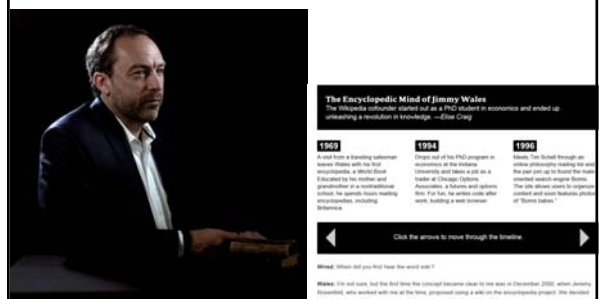 The Encyclopedic Mind of Jimmy Wales
The Wikipedia cofounder started out as a PhD student in economics and ended up
unleashing a revolution in knowledge. —Elise Craig
1969
A visit from a traveling salesman
leaves Wales with his first
encyclopedia, a World Book
Educated by his mother and
grandmother in a nontraditional
school, he spends hours reading
encyclopedias, including
Britannica.
1994
Drops out of his PhD program in
economics at the Indiana
University and takes a job as a
trader at Chicago Options
Associates, a futures and options
firm. For fun, he writes code after
work, building a web browser
1996
Meets Tim Schell through an
online philosophy reading list and
the pair join up to found the male
oriented search engine Bomis.
The site allows users to organize
content and soon features photos
of "Bomis babes."
Click the arrows to move through the timeline.
Wired: When did you first hear the word wiki?
Wales: I'm not sure, but the first time the concept became clear to me was in December 2000, when Jeremy
Rosenfeld, who worked with me at the time, proposed using a wiki on the encyclopedia project. We decided